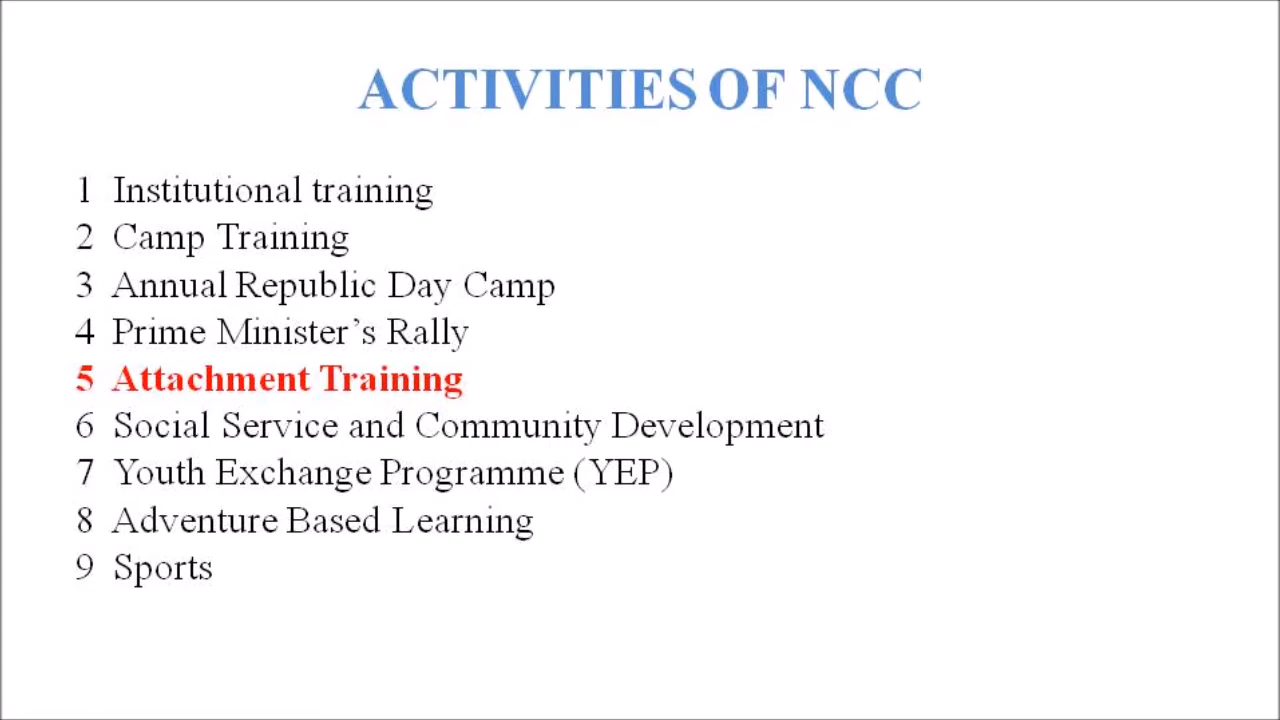 ACTIVITIES OF NCC
1 Institutional training
2 Camp Training
3 Annual Republic Day Camp
4 Prime Minister’s Rally
5 Attachment Training
6 Social Service and Community Development
7 Youth Exchange Programme (YEP)
8 Adventure Based Learning
9 Sports